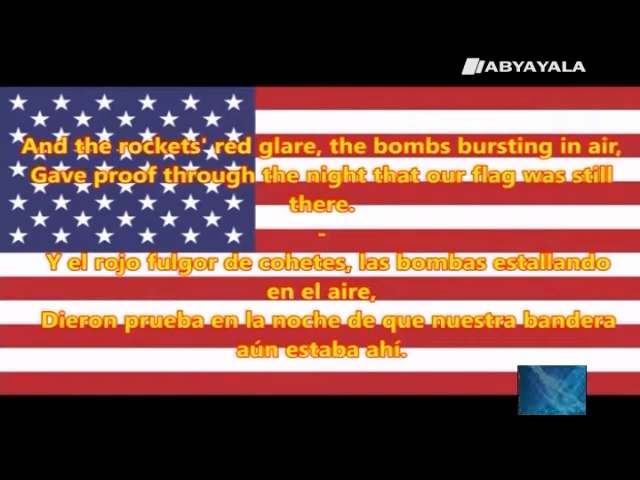 ABYAYALA
And the rockets' red glare, the bombs bursting in air,
Gave proof through the night that our flag was still
there.
-
Y el rojo fulgor de cohetes, las bombas estallando
en el aire,
Dieron prueba en la noche de que nuestra bandera
aún estaba ahí.